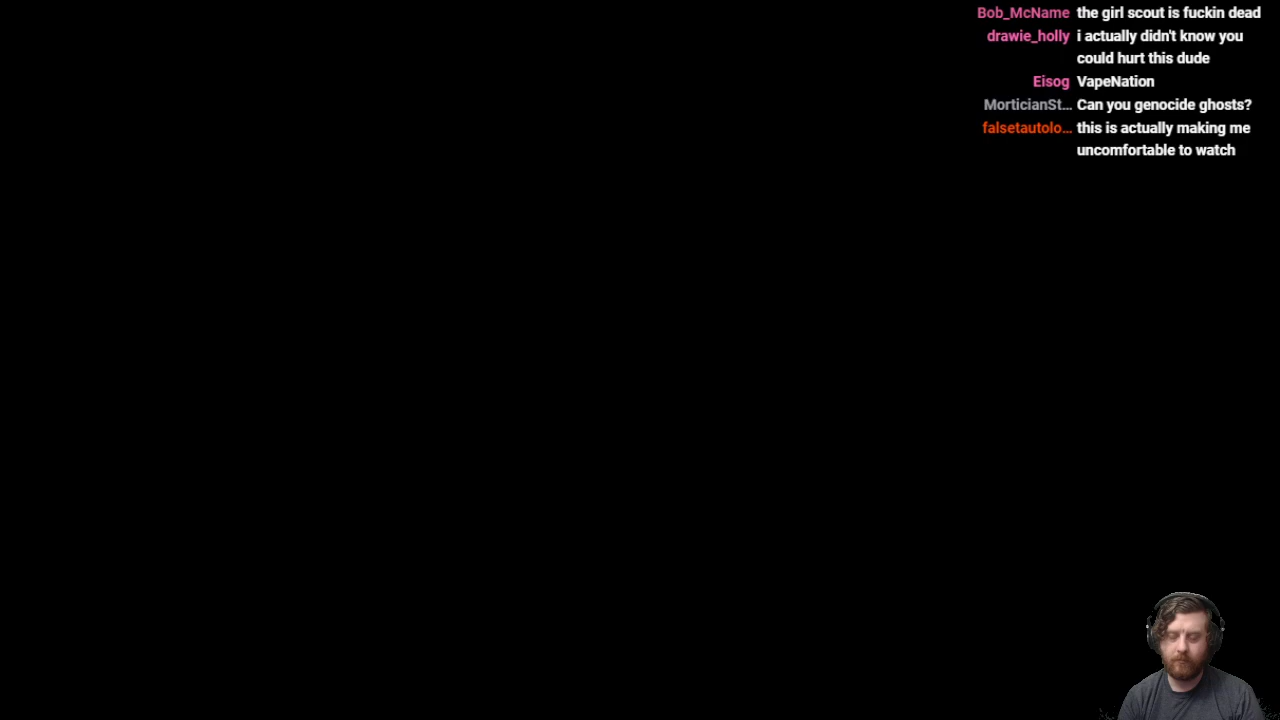 Bob_McName the girl scout is fuckin dead
drawie_holly i actually didn't know you
could hurt this dude
Eisog VapeNation
MorticianSt... Can you genocide ghosts?
falsetautolo... this is actually making me
uncomfortable to watch